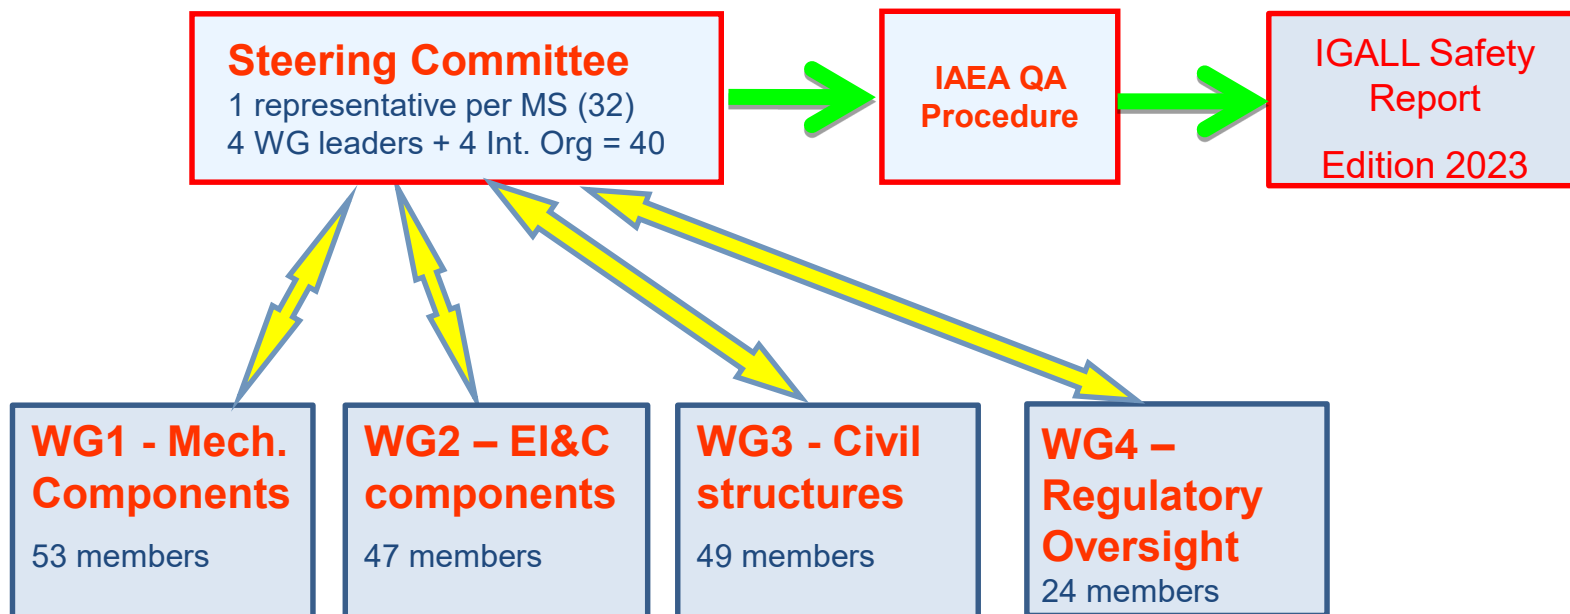 Steering Committee
1 representative per MS (32)
4 WG leaders + 4 Int. Org = 40
IAEA QA
Procedure
IGALL Safety
Report
Edition 2023
WG1 - Mech.
Components
53 members
WG2 – EI&C
components
47 members
WG3 - Civil
structures
49 members
WG4 –
Regulatory
Oversight
24 members